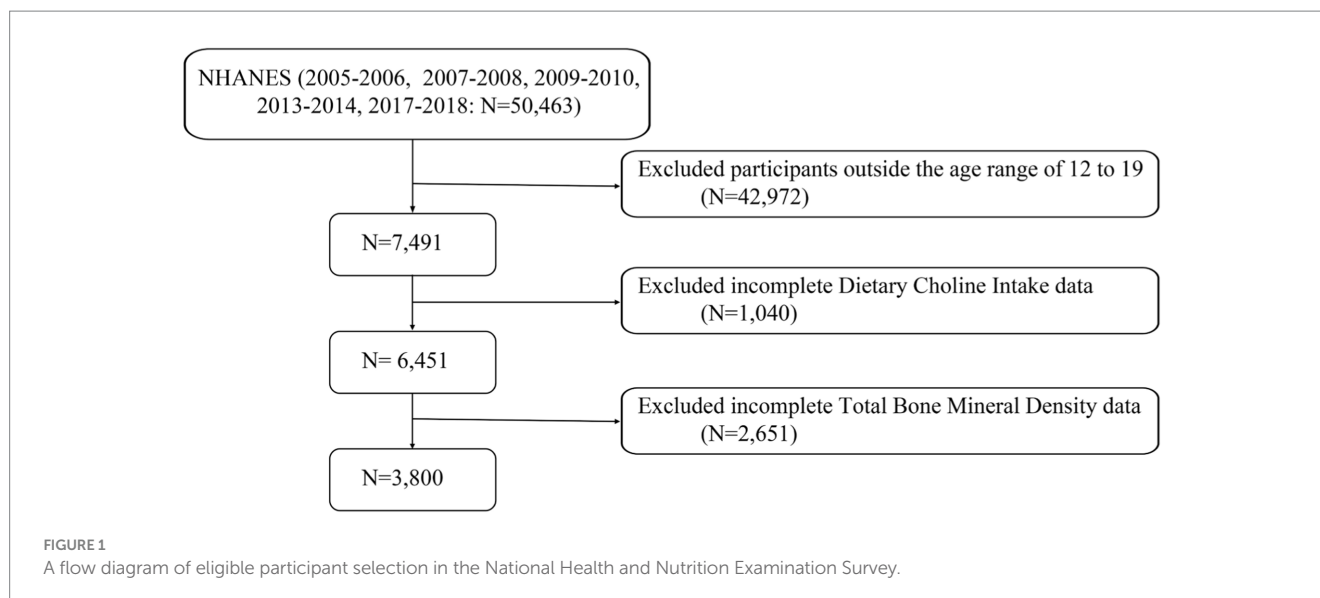 NHANES (2005-2006, 2007-2008, 2009-2010,
2013-2014, 2017-2018: N=50,463)
Excluded participants outside the age range of 12 to 19
(N=42,972)
N=7,491
Excluded incomplete Dietary Choline Intake data
(N=1,040)
N= 6,451
Excluded incomplete Total Bone Mineral Density data
(N=2,651)
N=3,800
FIGURE 1
A flow diagram of eligible participant selection in the National Health and Nutrition Examination Survey.